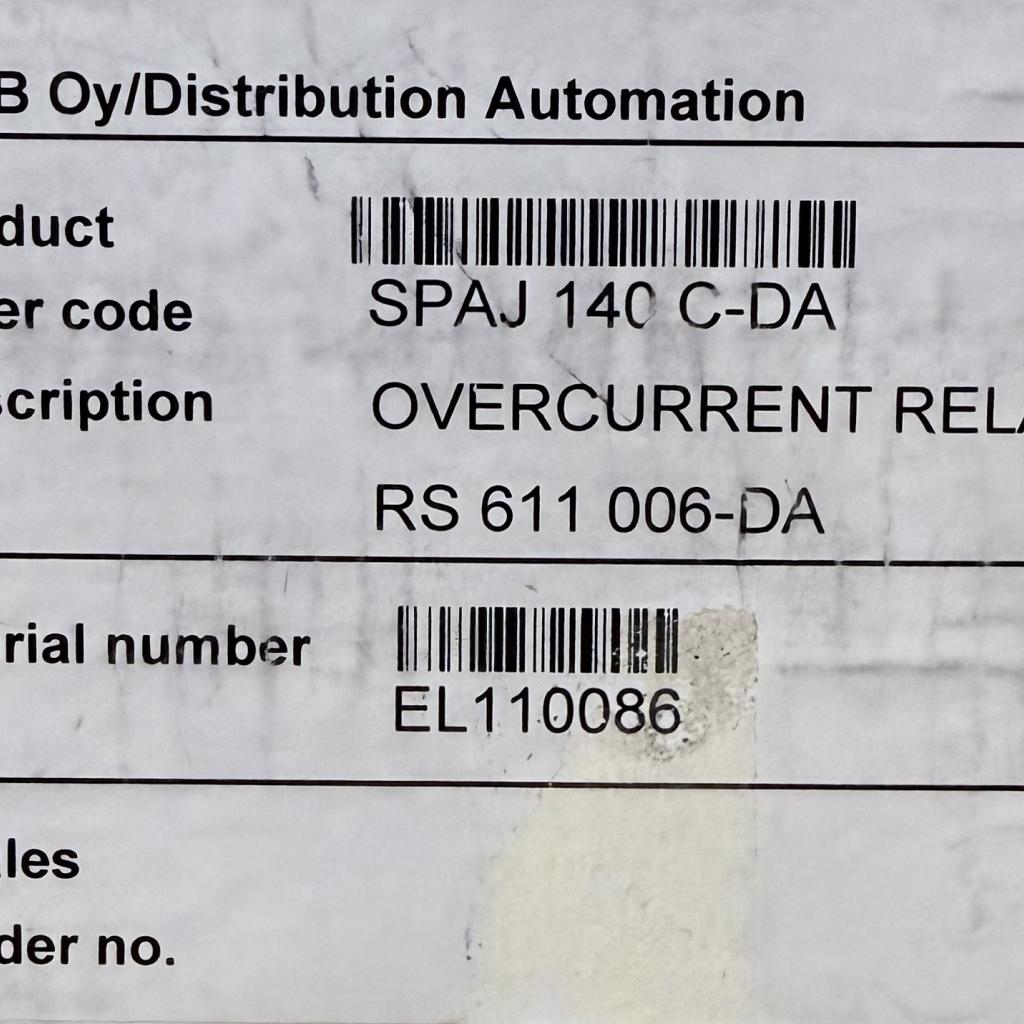 B Oy/Distribution Automation
duct
er code
SPAJ 140 C-DA
scription
OVERCURRENT RELA
RS 611 006-DA
rial number
EL110086
les
der no.